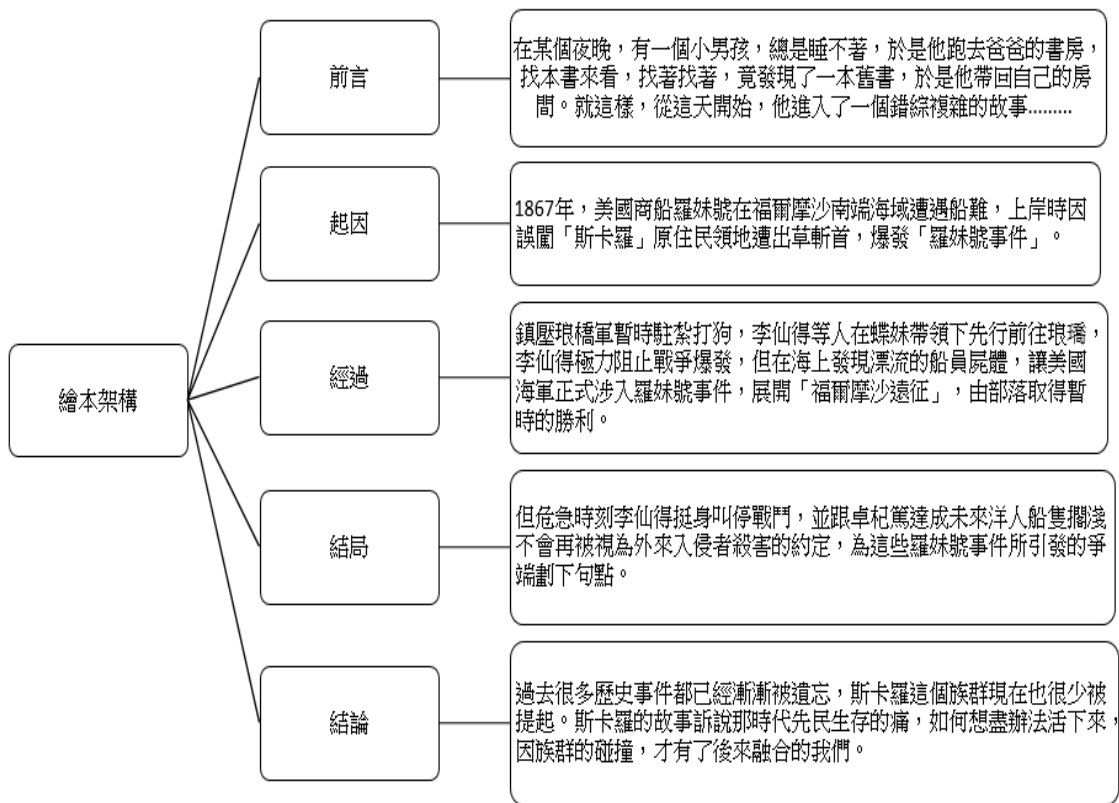 繪本架構
前言
在某個夜晚，有一個小男孩，總是睡不著，於是他跑去爸爸的書房，
找本書來看，找著找著，竟發現了一本舊書，於是他帶回自己的房
間。就這樣，從這天開始，他進入了一個錯綜複雜的故事.........
起因
1867年，美國商船羅妹號在福爾摩沙南端海域遭遇船難，上岸時因
誤闖「斯卡羅」原住民領地遭出草斬首，爆發「羅妹號事件」。
經過
鎮壓琅橋軍暫時駐紮打狗，李仙得等人在蝶妹帶領下先行前往琅𤩝，
李仙得極力阻止戰爭爆發，但在海上發現漂流的船員屍體，讓美國
海軍正式涉入羅妹號事件，展開「福爾摩沙遠征」，由部落取得暫
時的勝利。
結局
但危急時刻李仙得挺身叫停戰鬥，並跟卓杞篤達成未來洋人船隻擱淺
不會再被視為外來入侵者殺害的約定，為這些羅妹號事件所引發的爭
端劃下句點。
結論
過去很多歷史事件都已經漸漸被遺忘，斯卡羅這個族群現在也很少被
提起。斯卡羅的故事訴說那時代先民生存的痛，如何想盡辦法活下來，
因族群的碰撞，才有了後來融合的我們。